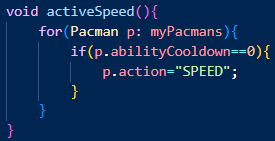 void activeSpeed(){
    for(Pacman p: myPacmans){
        if(p.abilityCooldown==0){
            p.action="SPEED";
        }
    }
}